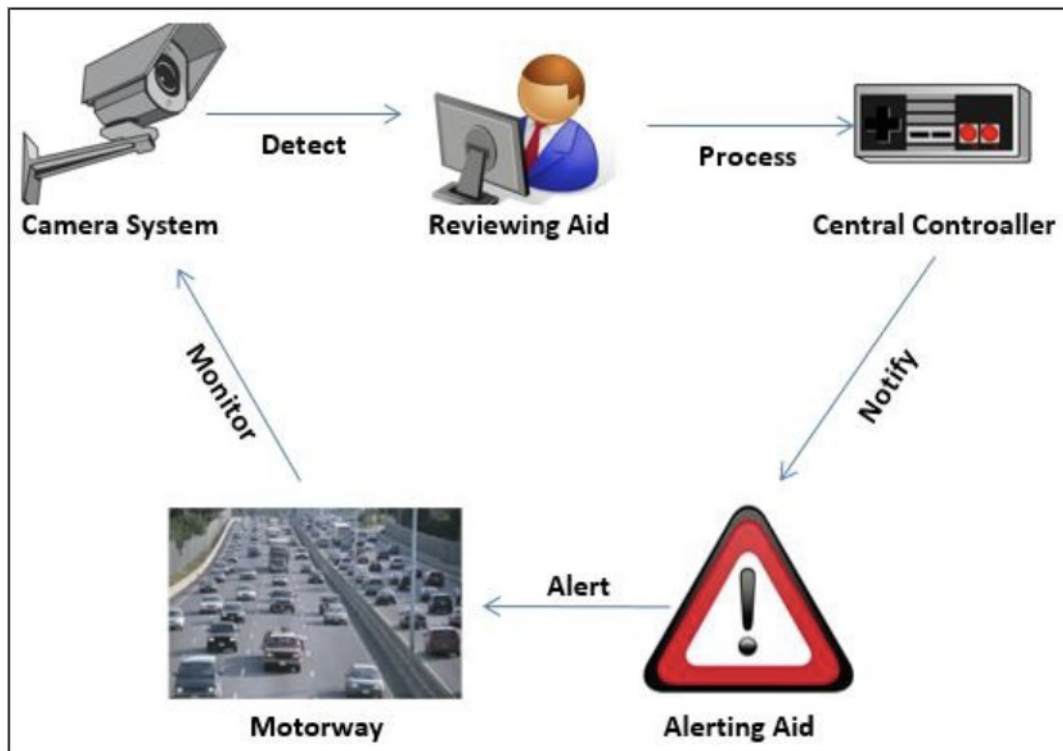 Detect
Process
Camera System
Reviewing Aid
Central Controaller
Monitor
Notify
Alert
Motorway
Alerting Aid